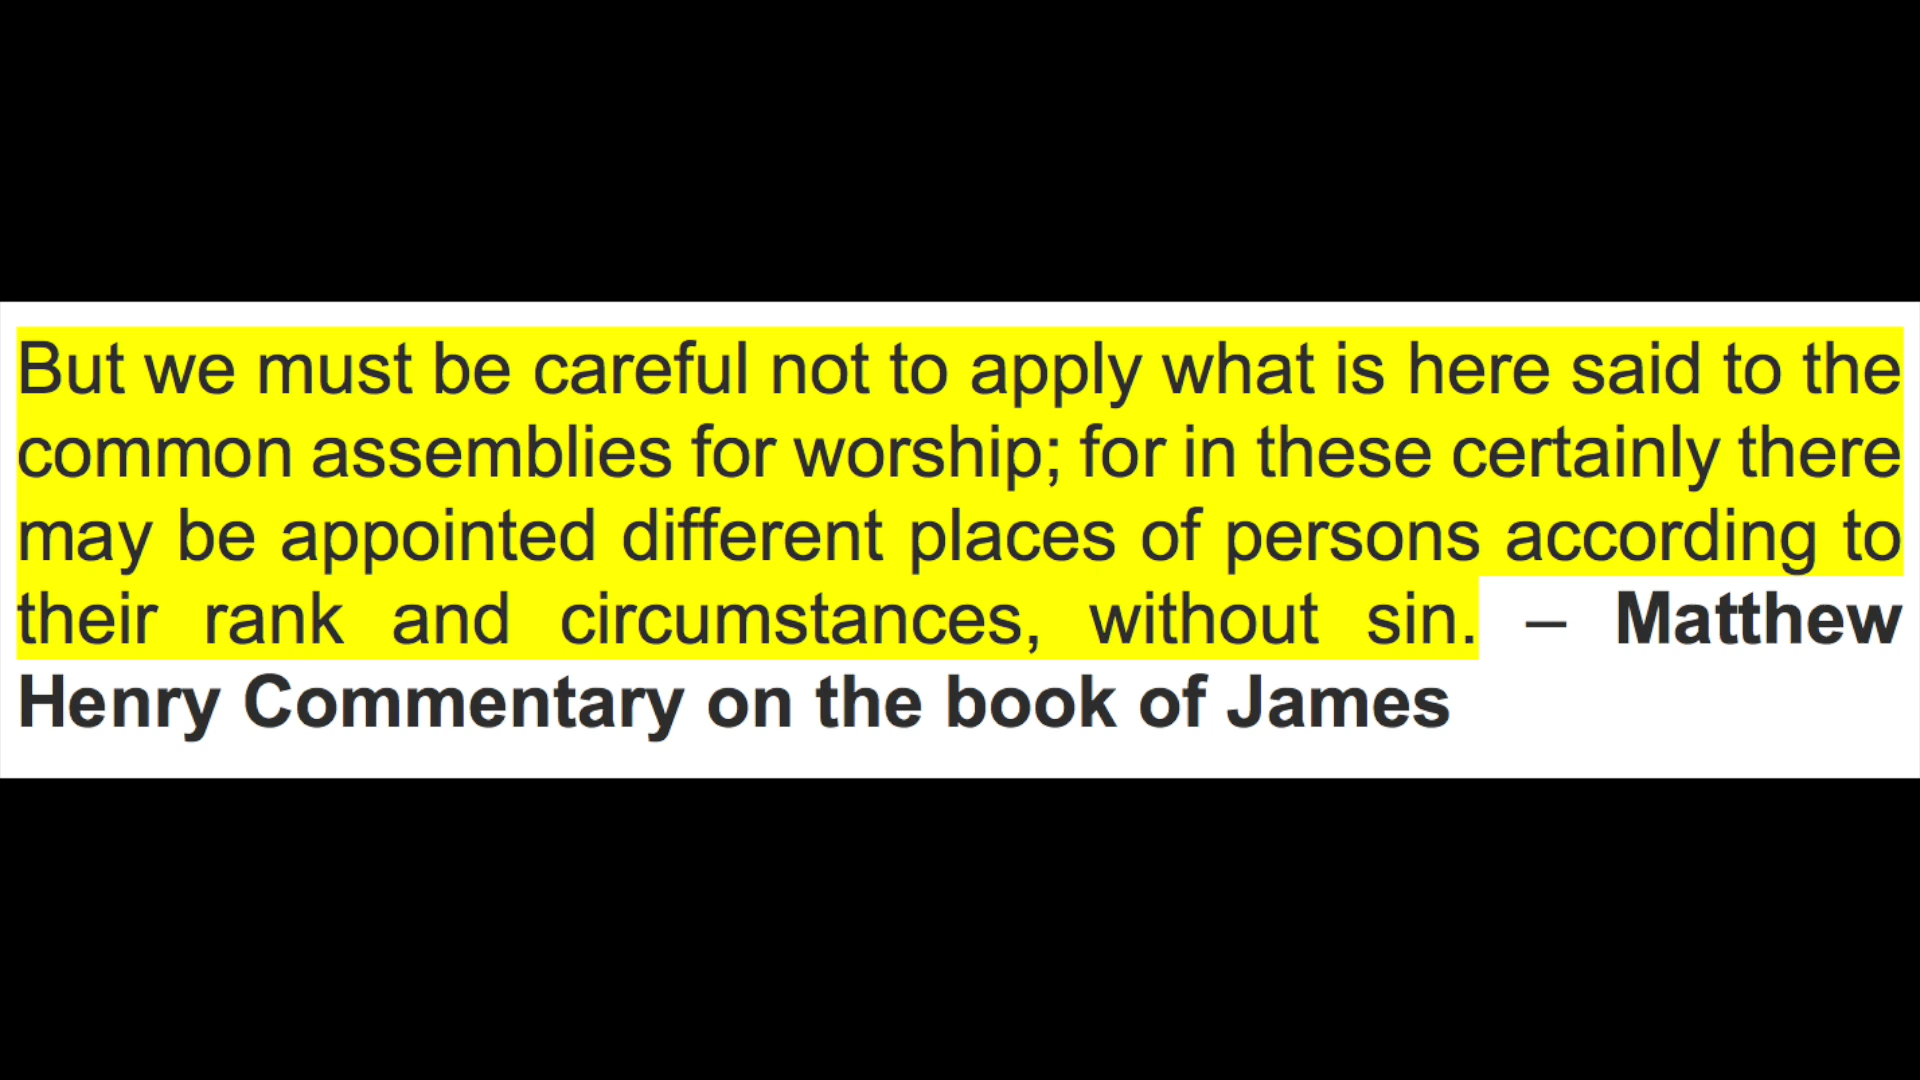 But we must be careful not to apply what is here said to the
common assemblies for worship; for in these certainly there
may be appointed different places of persons according to
their rank and circumstances, without sin. – Matthew
Henry Commentary on the book of James